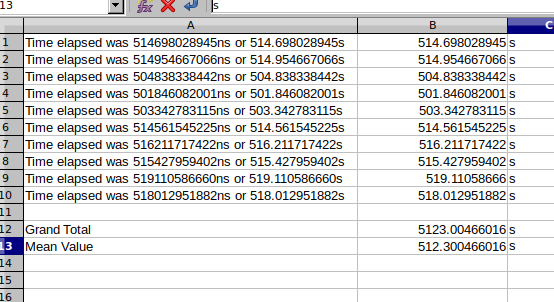 13 s
A B C
1 Time elapsed was 514698028945ns or 514.698028945s 514.698028945 s
2 Time elapsed was 514954667066ns or 514.954667066s 514.954667066 s
3 Time elapsed was 504838338442ns or 504.838338442s 504.838338442 s
4 Time elapsed was 501846082001ns or 501.846082001s 501.846082001 s
5 Time elapsed was 503342783115ns or 503.342783115s 503.342783115 s
6 Time elapsed was 514561545225ns or 514.561545225s 514.561545225 s
7 Time elapsed was 516211717422ns or 516.211717422s 516.211717422 s
8 Time elapsed was 515427959402ns or 515.427959402s 515.427959402 s
9 Time elapsed was 519110586660ns or 519.110586660s 519.11058666 s
10 Time elapsed was 518012951882ns or 518.012951882s 518.012951882 s
11
12 Grand Total 5123.00466016 s
13 Mean Value 512.300466016 s
14
15
16